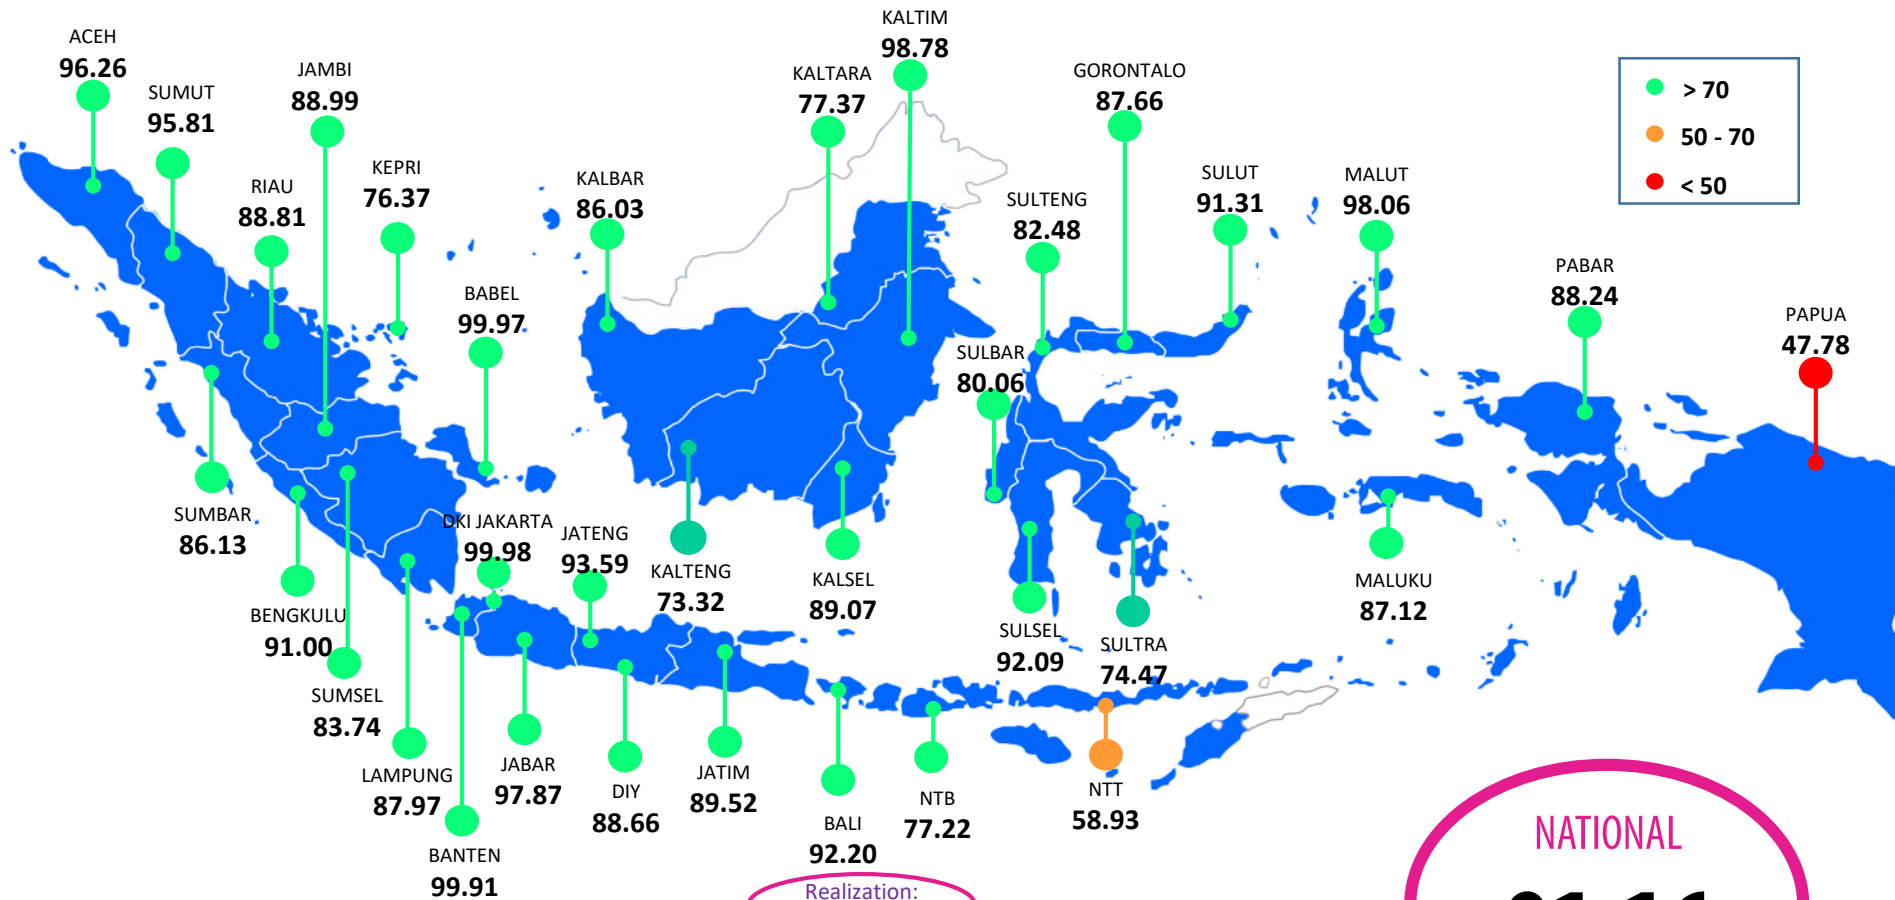 ACEH
96.26
SUMUT
95.81
JAMBI
88.99
RIAU
88.81
KEPRI
76.37
BABEL
99.97
KALBAR
86.03
KALTARA
77.37
KALTIM
98.78
GORONTALO
87.66
SULTENG
82.48
SULUT
91.31
MALUT
98.06
PABAR
88.24
PAPUA
47.78
> 70
50 - 70
< 50
SULBAR
80.06
SUMBAR
86.13
BENGKULU
91.00
SUMSEL
83.74
LAMPUNG
87.97
DKI JAKARTA
99.98
JATENG
93.59
BANTEN
99.91
JABAR
97.87
DIY
88.66
JATIM
89.52
KALTENG
73.32
KALSEL
89.07
BALI
92.20
NTB
77.22
SULSEL
92.09
SULTRA
74.47
NTT
58.93
MALUKU
87.12
Realization:
NATIONAL